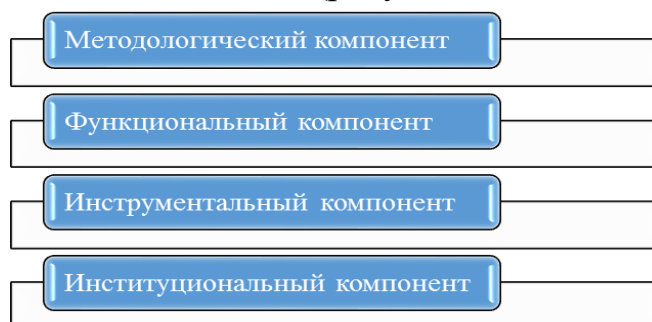 Методологический компонент
Функциональный компонент
Инструментальный компонент
Институциональный компонент